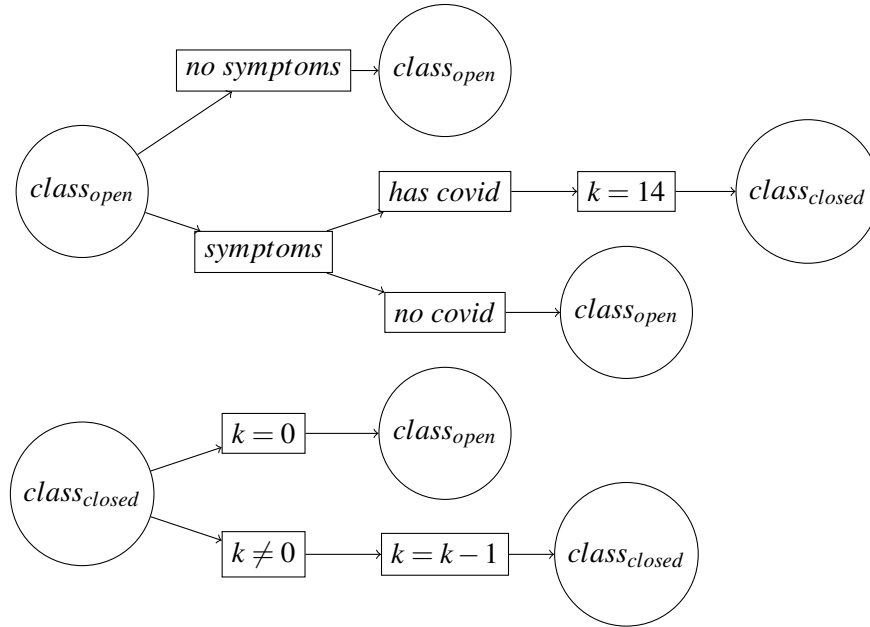 no symptoms
class_open
class_open
has covid
k = 14
class_closed
symptoms
no covid
class_open
k = 0
class_open
class_closed
k ≠ 0
k = k − 1
class_closed